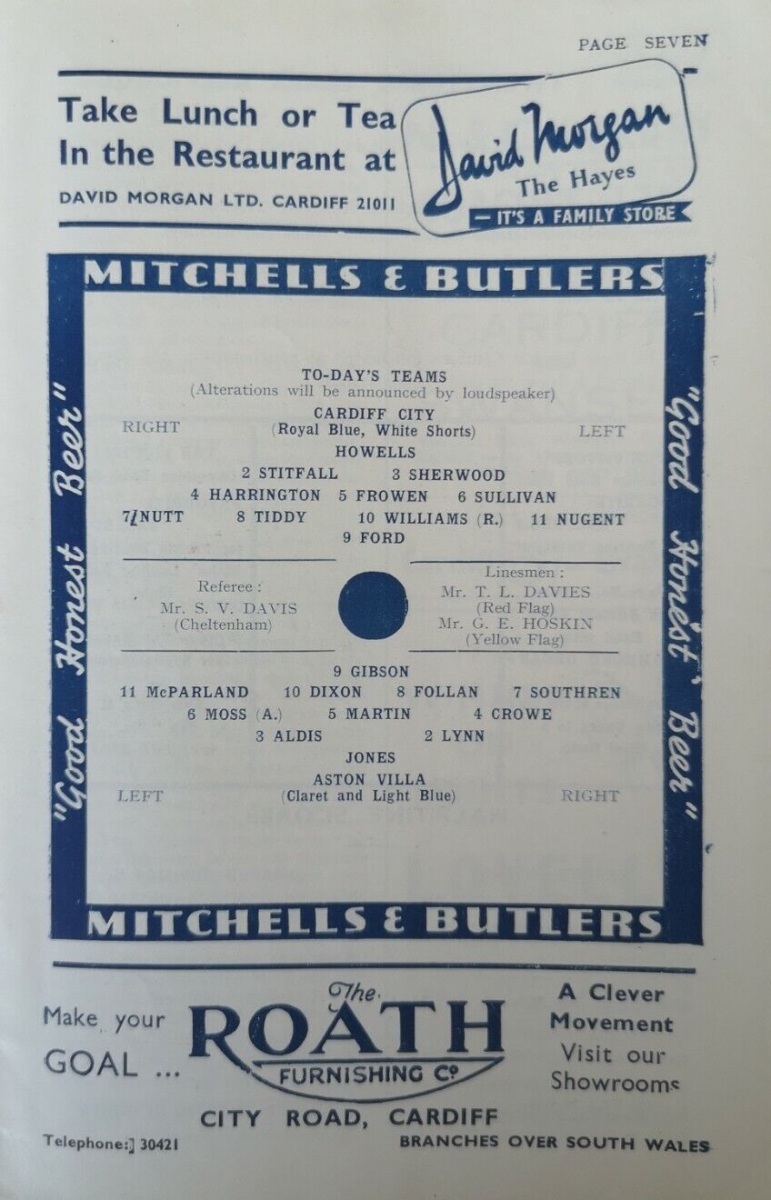 PAGE SEVEN
Take Lunch or Tea
In the Restaurant at
DAVID MORGAN LTD. CARDIFF 21011
David Morgan
The Hayes
IT'S A FAMILY STORE
MITCHELLS & BUTLERS
"Good Honest Beer"
"Good Honest Beer"
TO-DAY'S TEAMS
(Alterations will be announced by loudspeaker)
CARDIFF CITY
RIGHT (Royal Blue, White Shorts) LEFT
HOWELLS
2 STITFALL 3 SHERWOOD
4 HARRINGTON 5 FROWEN 6 SULLIVAN
7 NUTT 8 TIDDY 10 WILLIAMS (R.) 11 NUGENT
9 FORD
Referee :
Mr. S. V. DAVIS
(Cheltenham)
Linesmen :
Mr. T. L. DAVIES
(Red Flag)
Mr. G. E. HOSKIN
(Yellow Flag)
9 GIBSON
11 McPARLAND 10 DIXON 8 FOLLAN 7 SOUTHREN
6 MOSS (A.) 5 MARTIN 4 CROWE
3 ALDIS 2 LYNN
JONES
ASTON VILLA
LEFT (Claret and Light Blue) RIGHT
MITCHELLS & BUTLERS
Make your
GOAL ...
The
ROATH
FURNISHING Co
CITY ROAD, CARDIFF
A Clever
Movement
Visit our
Showrooms
Telephone: 30421
BRANCHES OVER SOUTH WALES